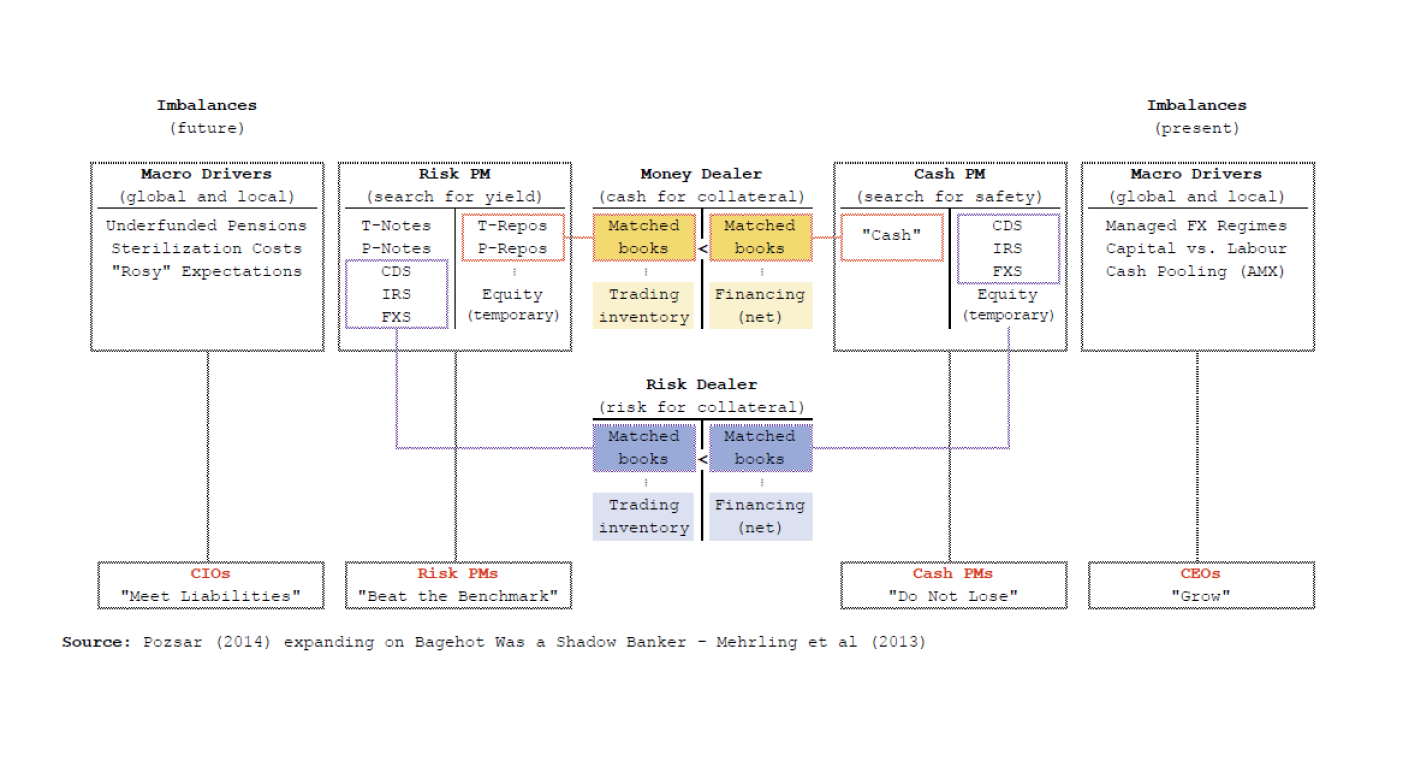 Imbalances
(future)
Imbalances
(present)
Macro Drivers
(global and local)
Underfunded Pensions
Sterilization Costs
"Rosy" Expectations
Risk PM
(search for yield)
T-Notes
P-Notes
CDS
IRS
FXS
T-Repos
P-Repos
Equity
(temporary)
Money Dealer
(cash for collateral)
Matched
books
<
Matched
books
Trading
inventory
Financing
(net)
Cash PM
(search for safety)
"Cash"
CDS
IRS
FXS
Equity
(temporary)
Macro Drivers
(global and local)
Managed FX Regimes
Capital vs. Labour
Cash Pooling (AMX)
Risk Dealer
(risk for collateral)
Matched
books
<
Matched
books
Trading
inventory
Financing
(net)
CIOs
"Meet Liabilities"
Risk PMs
"Beat the Benchmark"
Cash PMs
"Do Not Lose"
CEOs
"Grow"
Source: Pozsar (2014) expanding on Bagehot Was a Shadow Banker – Mehrling et al (2013)